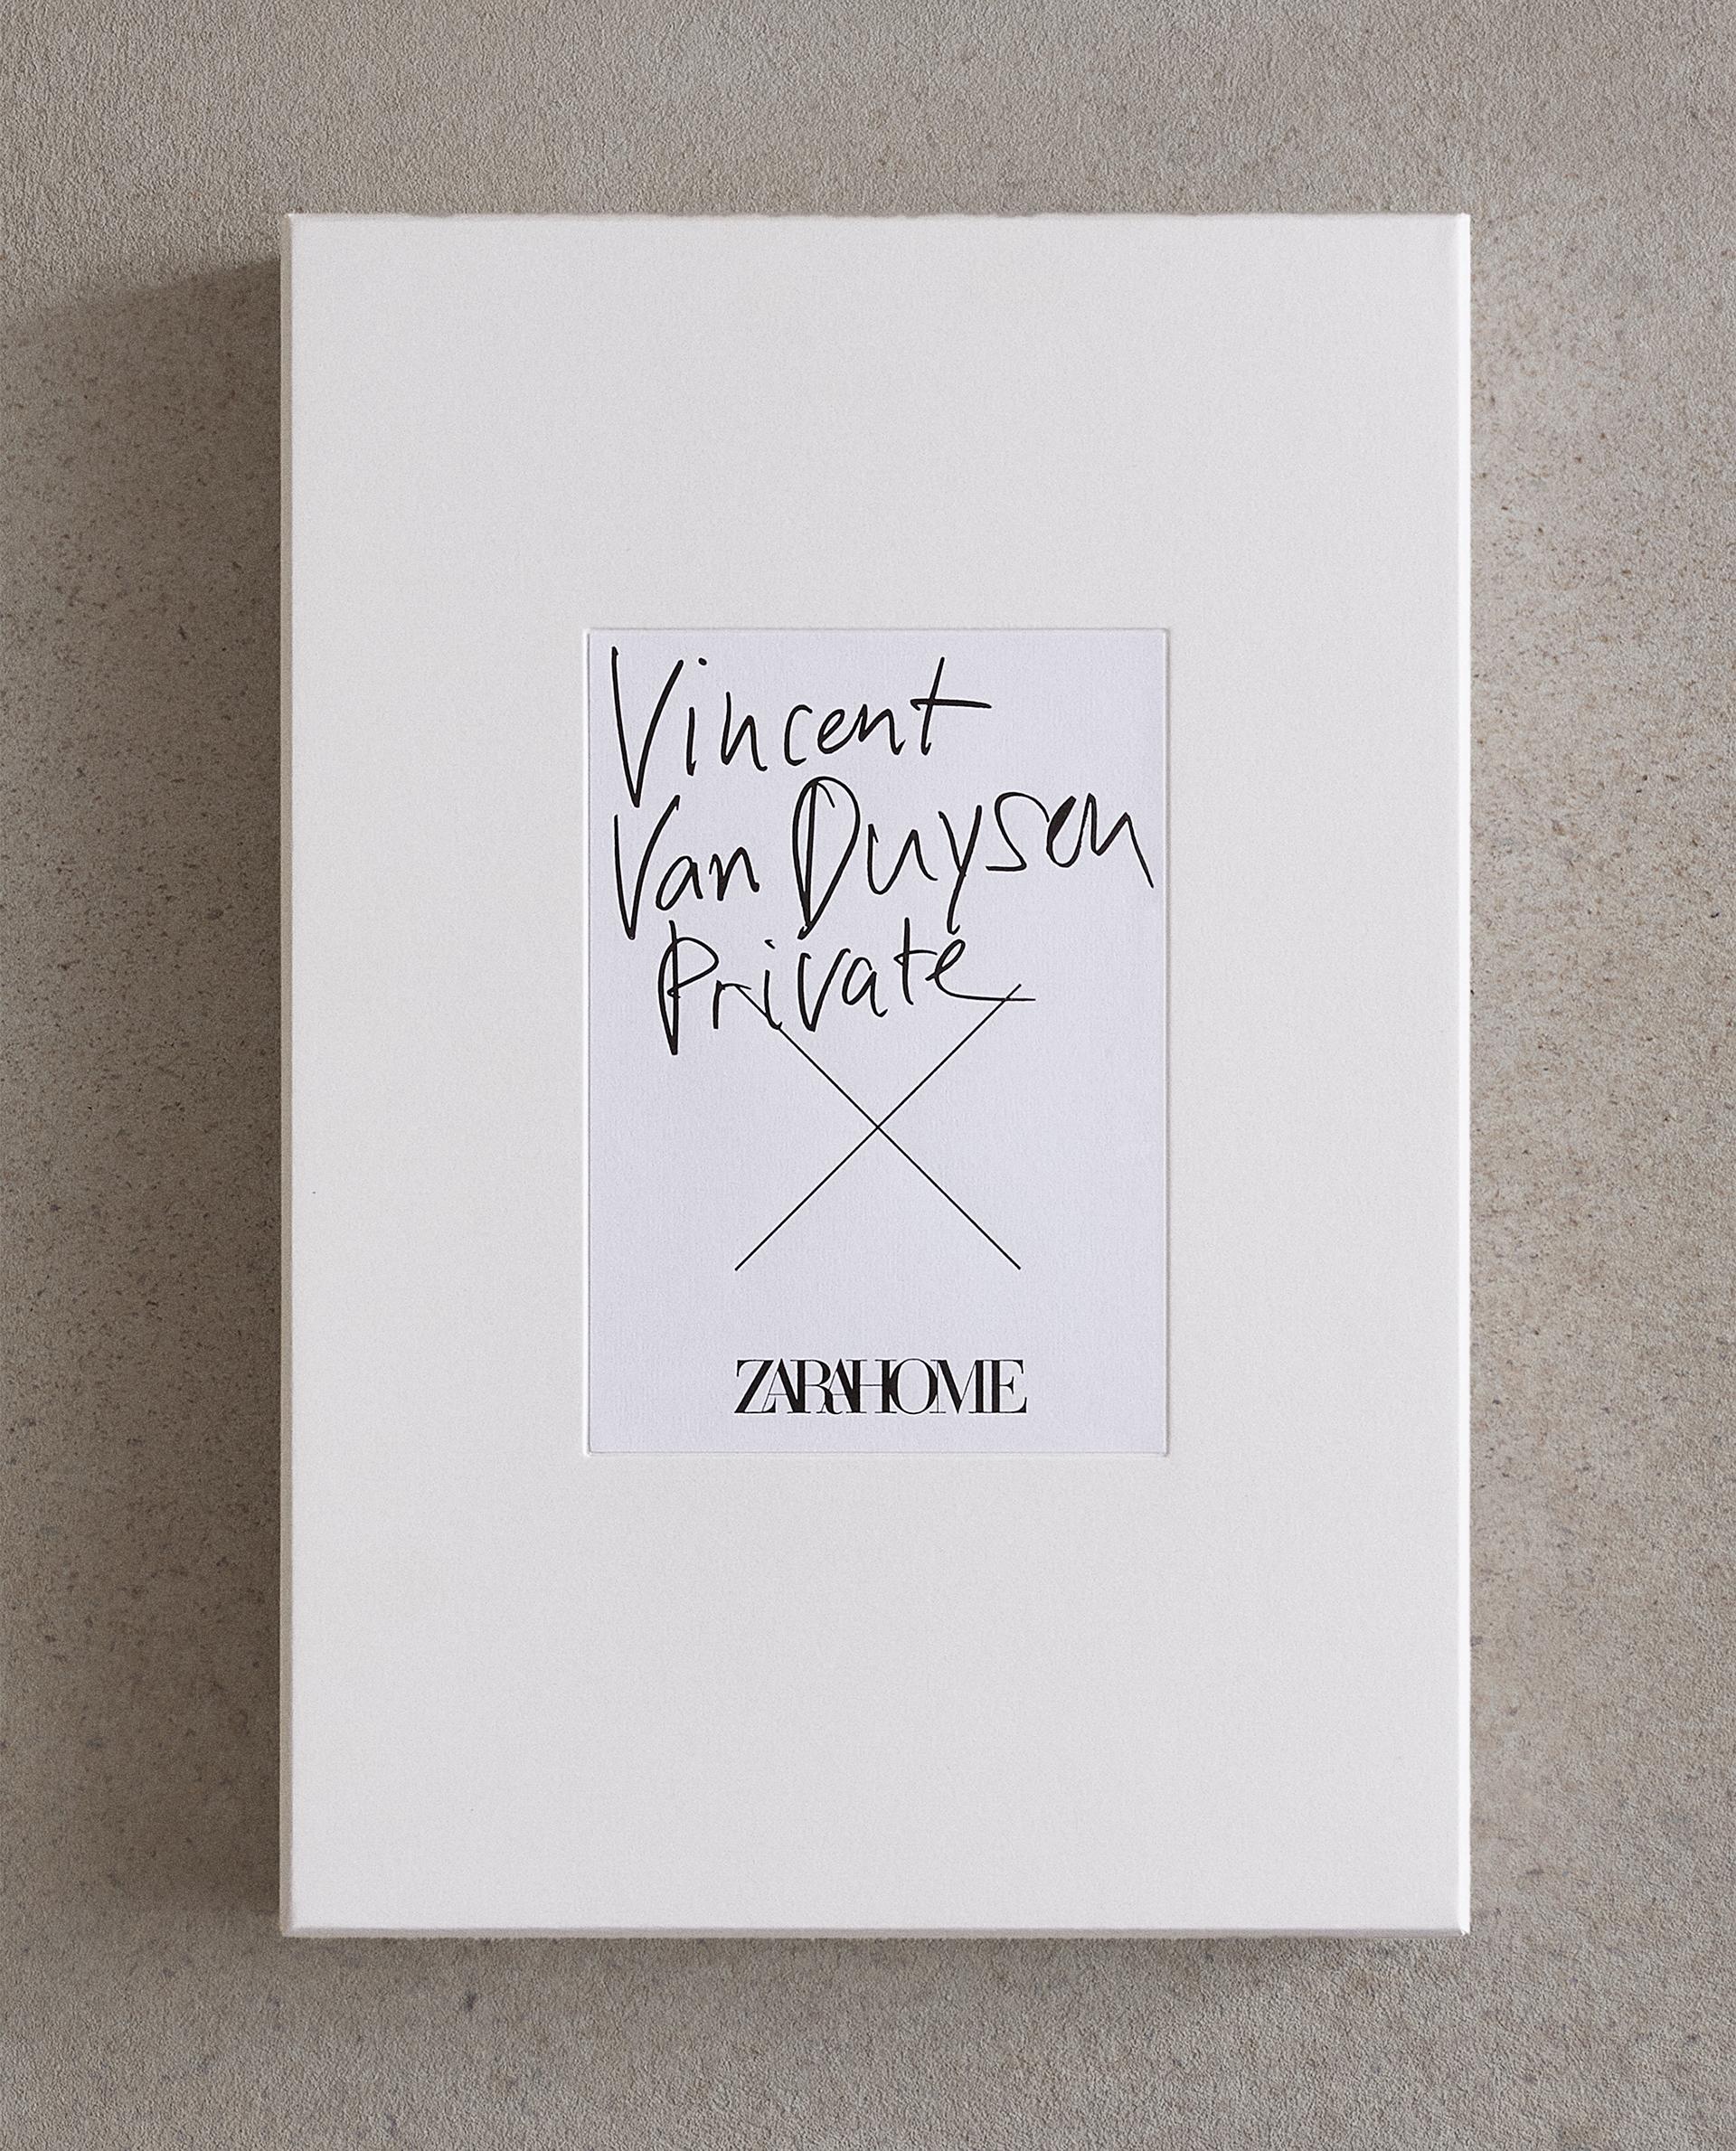 Vincent
Van Duysen
Private
X
ZARAHOME